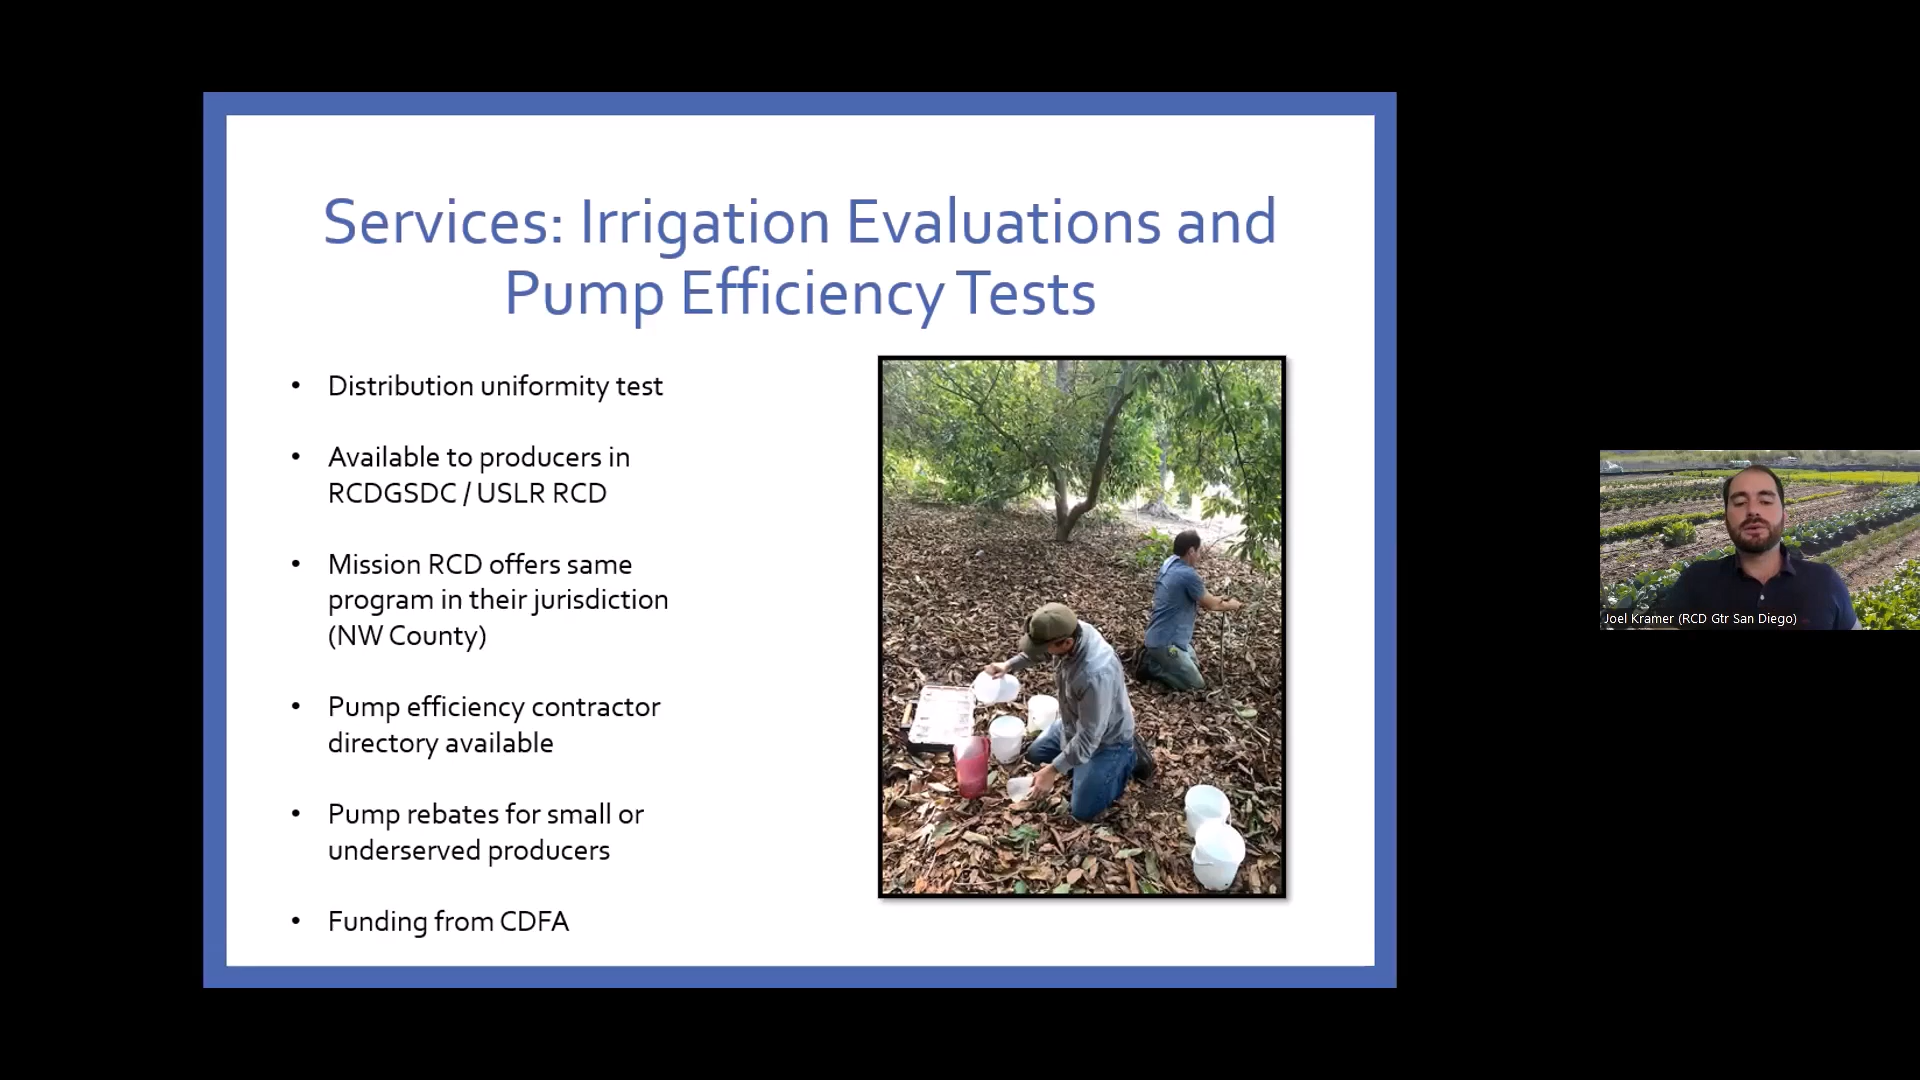 Services: Irrigation Evaluations and
Pump Efficiency Tests
• Distribution uniformity test
• Available to producers in
RCDGSDC / USLR RCD
• Mission RCD offers same
program in their jurisdiction
(NW County)
• Pump efficiency contractor
directory available
• Pump rebates for small or
underserved producers
• Funding from CDFA
Joel Kramer (RCD Gtr San Diego)